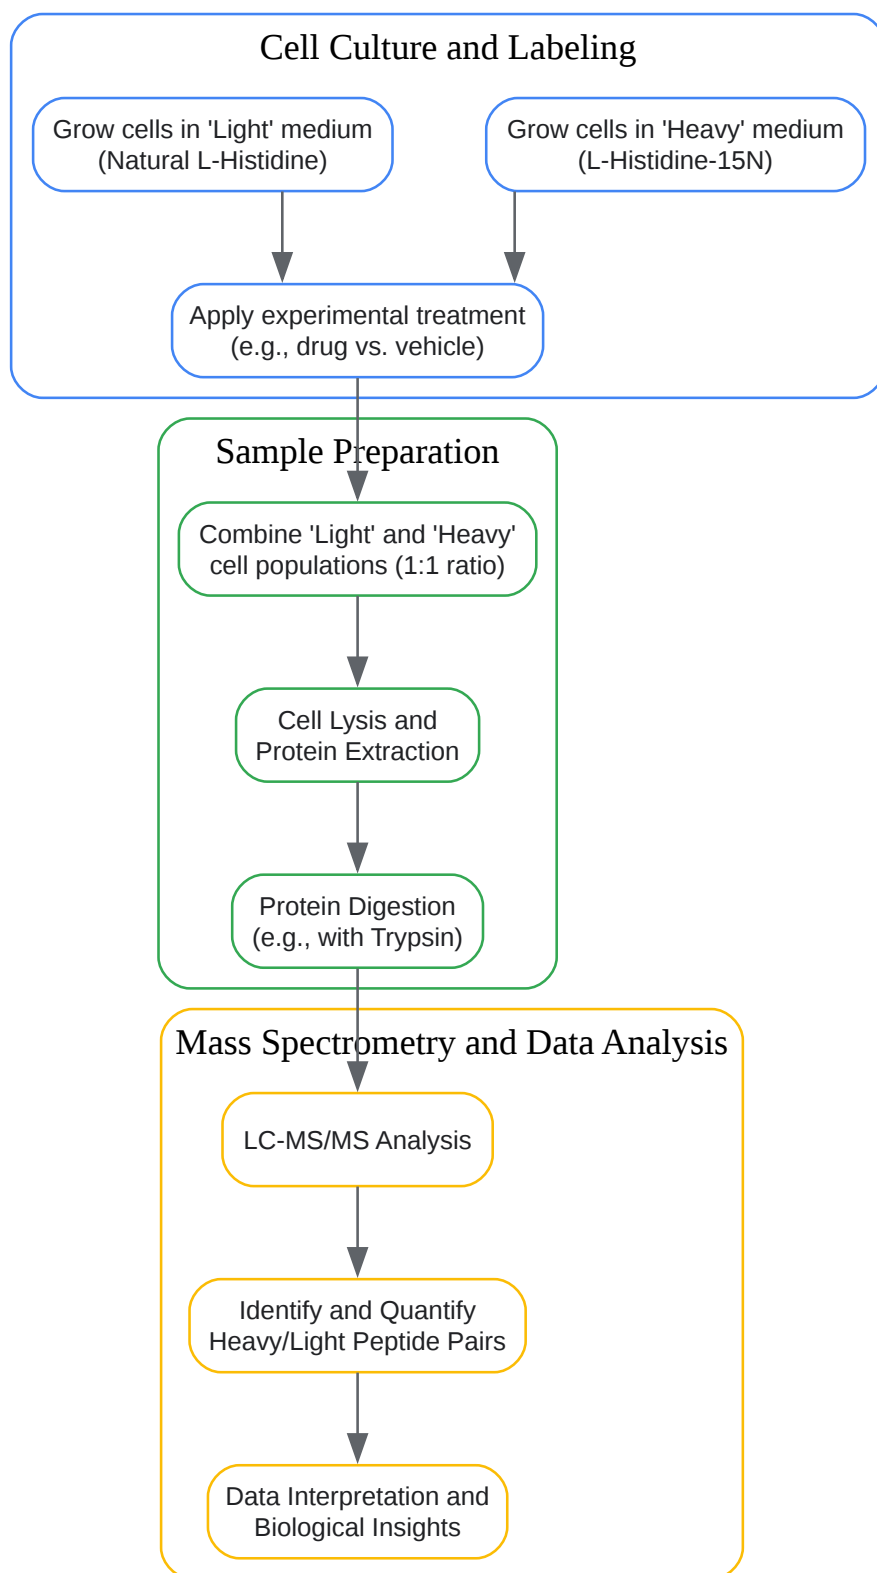 Cell Culture and Labeling
Grow cells in 'Light' medium
(Natural L-Histidine)
Grow cells in 'Heavy' medium
(L-Histidine-15N)
Apply experimental treatment
(e.g., drug vs. vehicle)
Sample Preparation
Combine 'Light' and 'Heavy'
cell populations (1:1 ratio)
Cell Lysis and
Protein Extraction
Protein Digestion
(e.g., with Trypsin)
Mass Spectrometry and Data Analysis
LC-MS/MS Analysis
Identify and Quantify
Heavy/Light Peptide Pairs
Data Interpretation and
Biological Insights